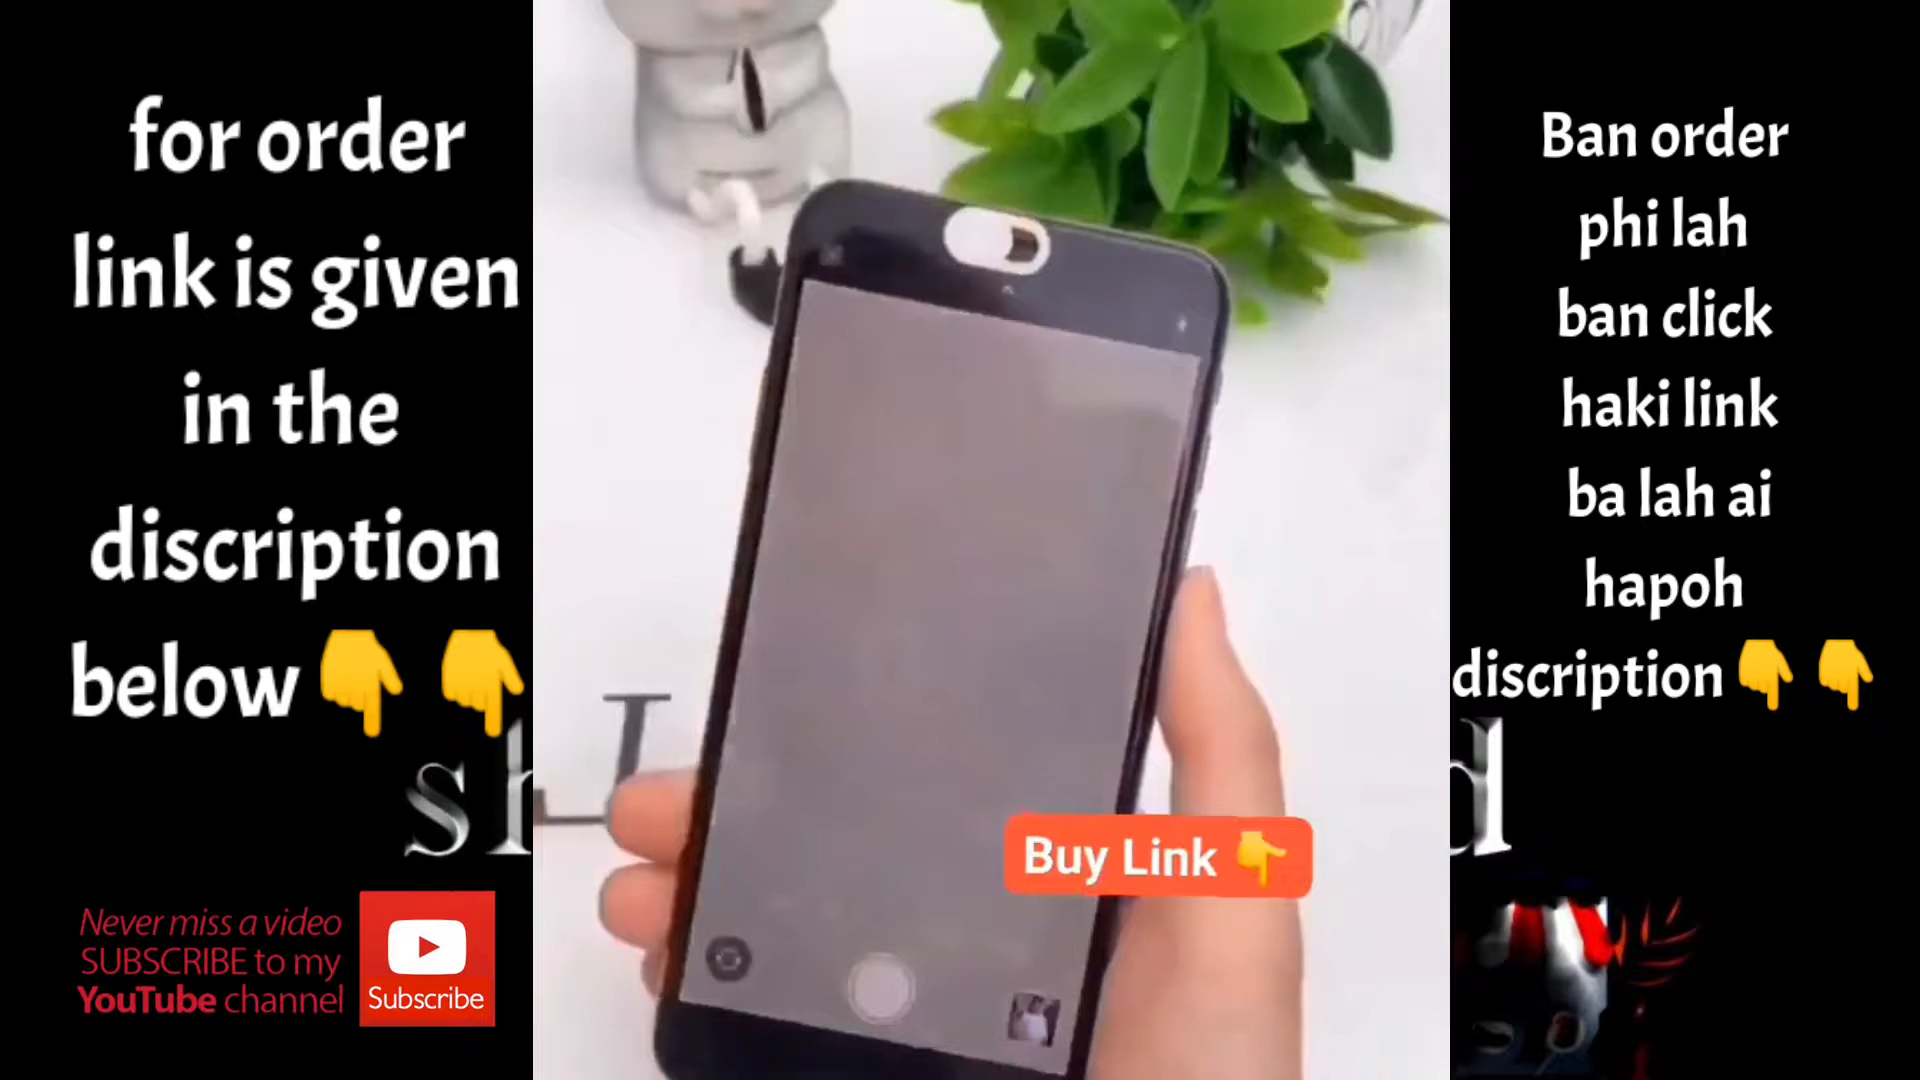 for order
link is given
in the
discription
below👇👇
Never miss a video
SUBSCRIBE to my
YouTube channel
Subscribe
Buy Link 👇
Ban order
phi lah
ban click
haki link
ba lah ai
hapoh
discription👇👇